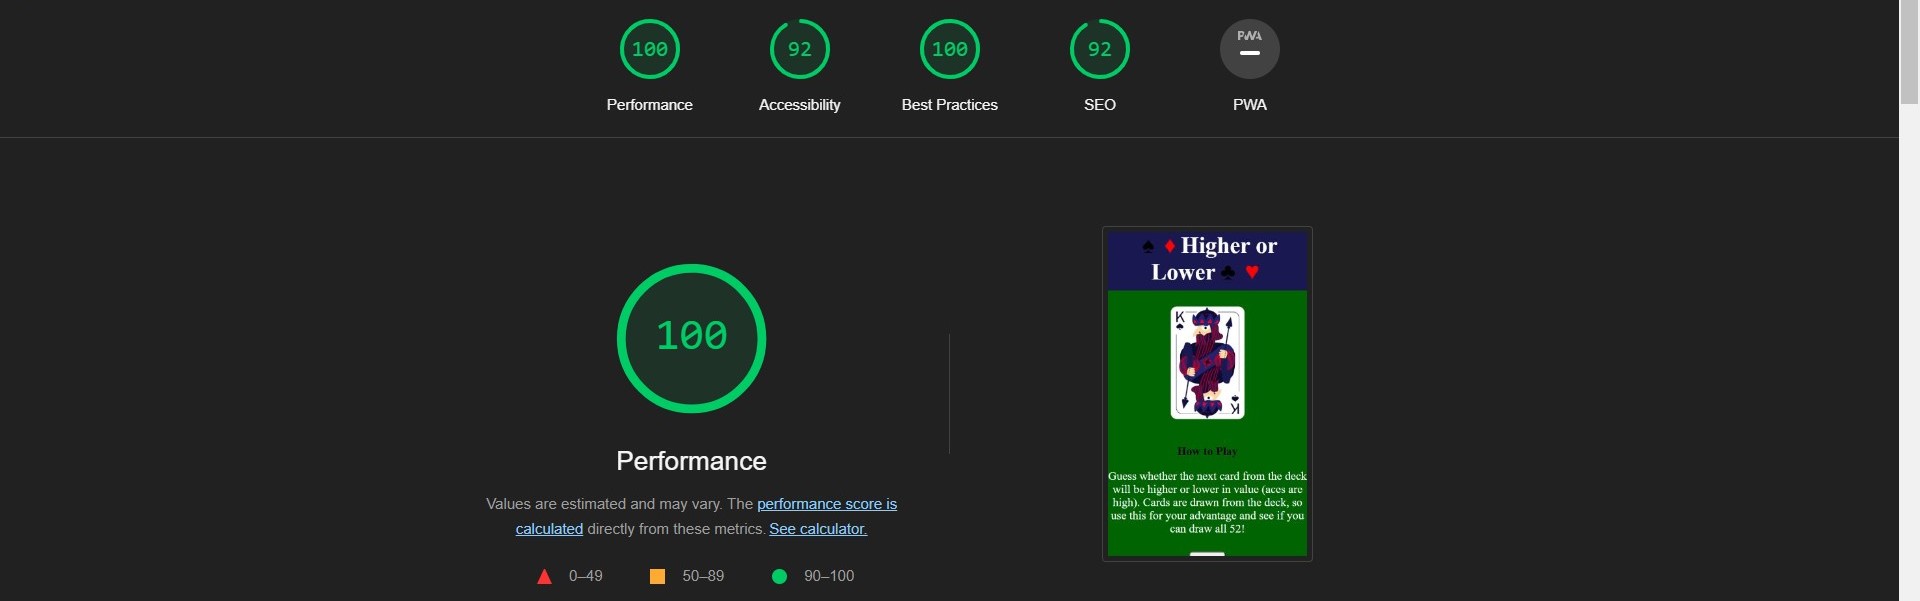 100
92
100
92
PWA
Performance
Accessibility
Best Practices
SEO
PWA
100
Performance
Values are estimated and may vary. The performance score is
calculated directly from these metrics. See calculator.
0–49
50–89
90–100
♠ ♦ Higher or
Lower ♣ ♥
K
K
How to Play
Guess whether the next card from the deck
will be higher or lower in value (aces are
high). Cards are drawn from the deck, so
use this for your advantage and see if you
can draw all 52!